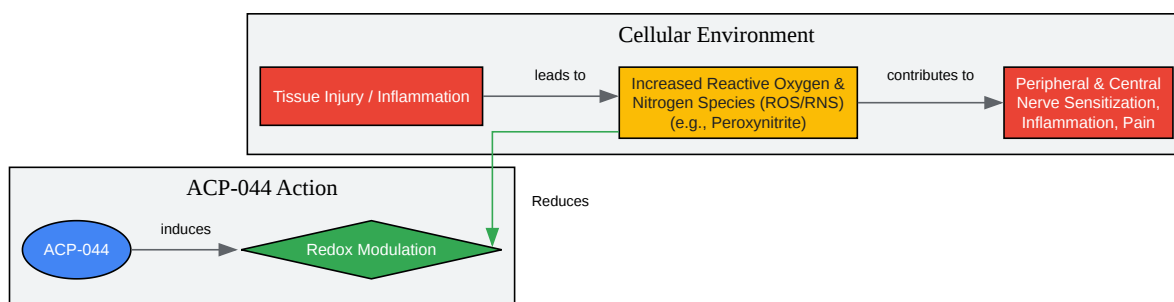 Cellular Environment
Tissue Injury / Inflammation
leads to
Increased Reactive Oxygen &
Nitrogen Species (ROS/RNS)
(e.g., Peroxynitrite)
contributes to
Peripheral & Central
Nerve Sensitization,
Inflammation, Pain
ACP-044 Action
Reduces
ACP-044
induces
Redox Modulation